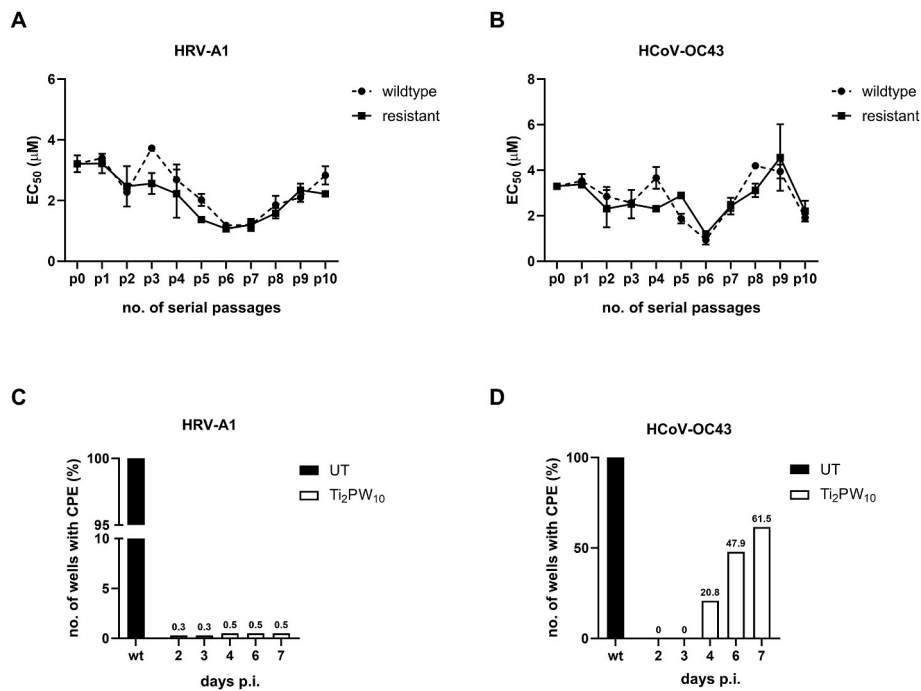 A
HRV-A1
EC50 (μM)
6
4
2
0
p0 p1 p2 p3 p4 p5 p6 p7 p8 p9 p10
no. of serial passages
wildtype
resistant
B
HCoV-OC43
EC50 (μM)
8
6
4
2
0
p0 p1 p2 p3 p4 p5 p6 p7 p8 p9 p10
no. of serial passages
wildtype
resistant
C
HRV-A1
no. of wells with CPE (%)
100
95
10
5
0
0.3 0.3 0.5 0.5 0.5
wt 2 3 4 6 7
days p.i.
UT
Ti2PW10
D
HCoV-OC43
no. of wells with CPE (%)
100
50
0
0 0 20.8 47.9 61.5
wt 2 3 4 6 7
days p.i.
UT
Ti2PW10